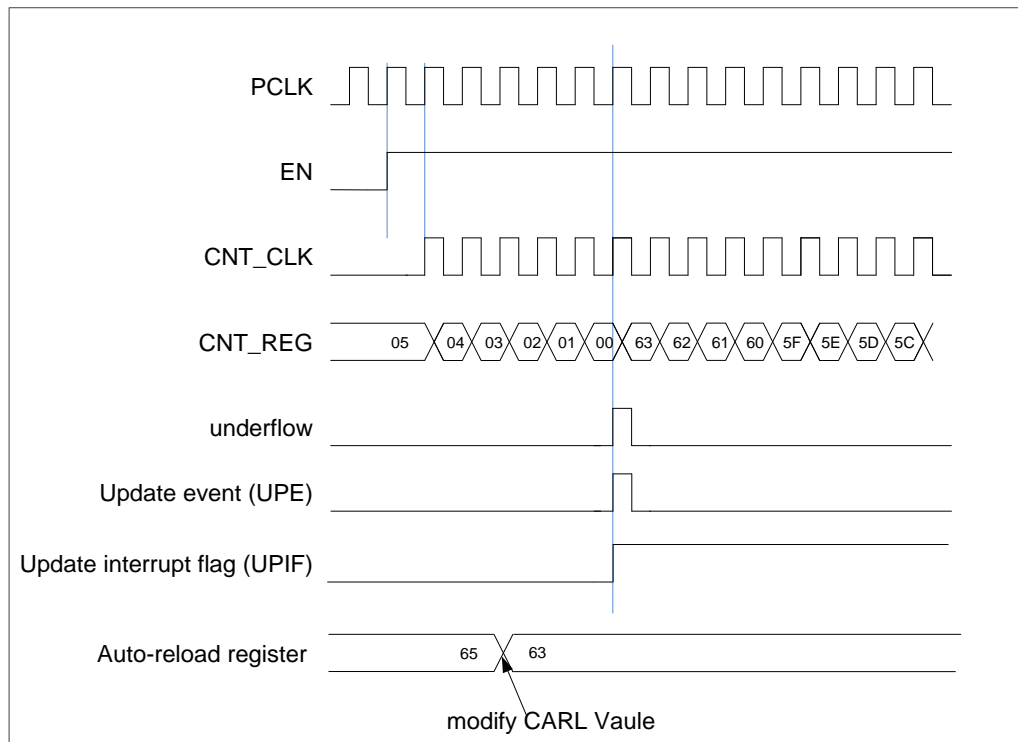 PCLK
EN
CNT_CLK
CNT_REG 05 04 03 02 01 00 63 62 61 60 5F 5E 5D 5C
underflow
Update event (UPE)
Update interrupt flag (UPIF)
Auto-reload register 65 63
modify CARL Vaule